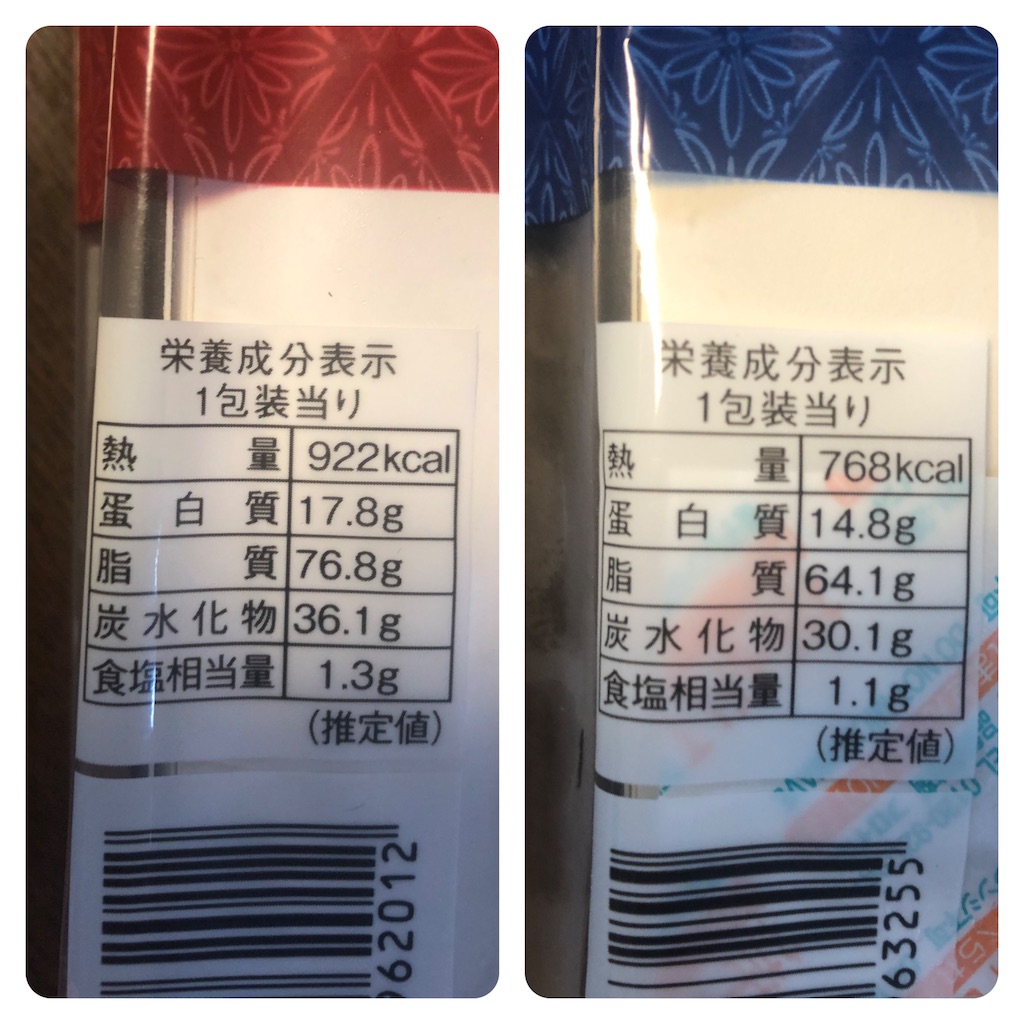 栄養成分表示
1包装当り
熱量 922kcal
蛋白質 17.8g
脂質 76.8g
炭水化物 36.1g
食塩相当量 1.3g
(推定値)
62012
栄養成分表示
1包装当り
熱量 768kcal
蛋白質 14.8g
脂質 64.1g
炭水化物 30.1g
食塩相当量 1.1g
(推定値)
63255